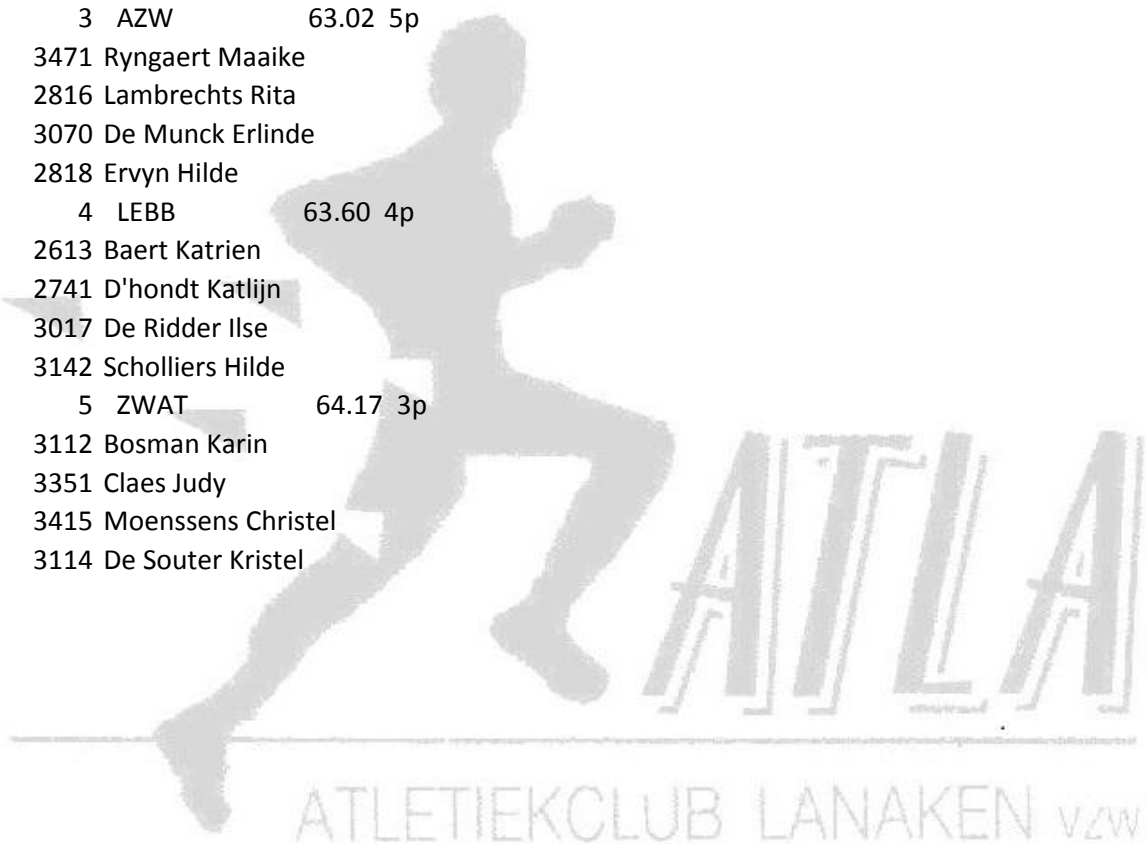 3 AZW 63.02 5p
3471 Ryngaert Maaike
2816 Lambrechts Rita
3070 De Munck Erlinde
2818 Ervyn Hilde
4 LEBB 63.60 4p
2613 Baert Katrien
2741 D'hondt Katlijn
3017 De Ridder Ilse
3142 Scholliers Hilde
5 ZWAT 64.17 3p
3112 Bosman Karin
3351 Claes Judy
3415 Moenssens Christel
3114 De Souter Kristel
ATLA
ATLETIEKCLUB LANAKEN VZW